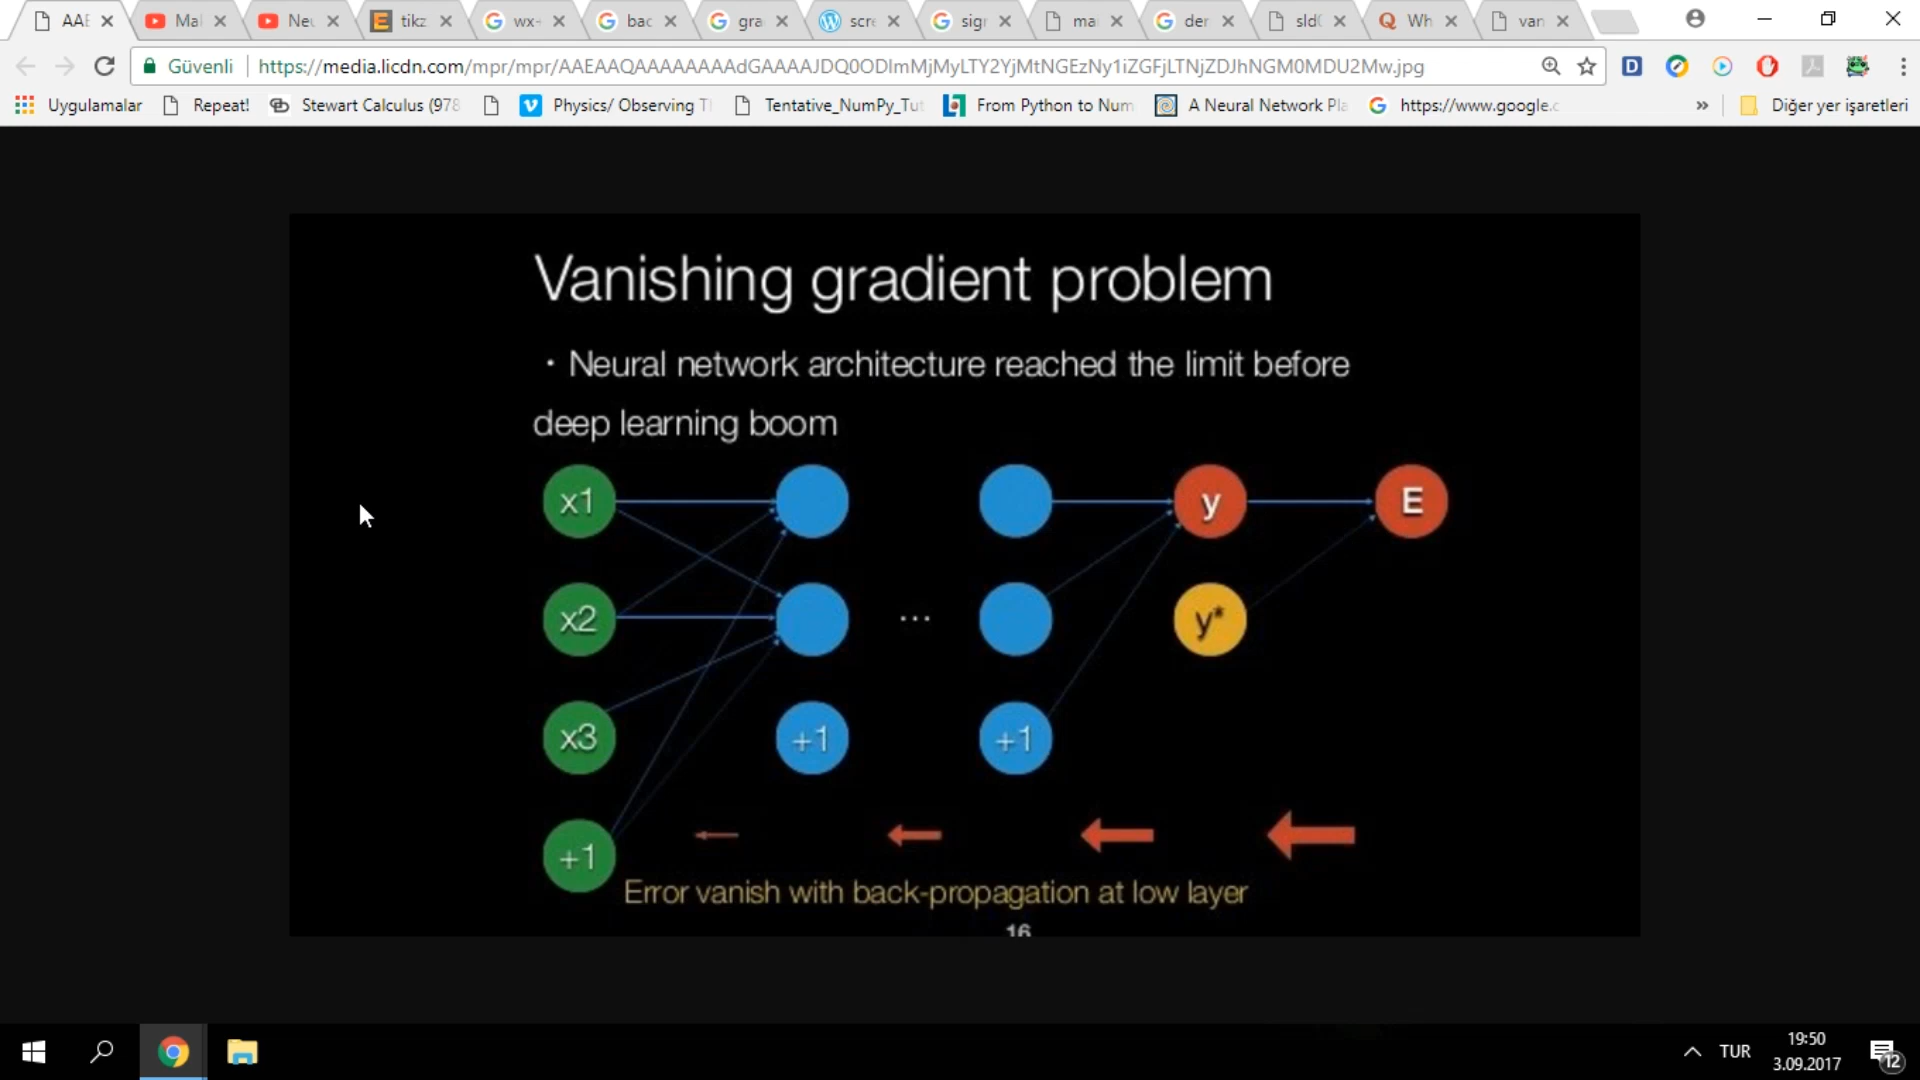 AAE
Mal
Neu
tikz
wx-
bac
gra
scre
sigr
ma
der
sld
Wh
van
Güvenli
https://media.licdn.com/mpr/mpr/AAEAAQAAAAAAAAdGAAAAJDQ0ODlmMjMyLTY2YjMtNGEzNy1iZGFjLTNjZDJhNGM0MDU2Mw.jpg
Uygulamalar
Repeat!
Stewart Calculus (978
Physics/ Observing T
Tentative_NumPy_Tut
From Python to Num
A Neural Network Pla
https://www.google.c
»
Diğer yer işaretleri
Vanishing gradient problem
· Neural network architecture reached the limit before
deep learning boom
x1
y
E
x2
...
y*
x3
+1
+1
+1
Error vanish with back-propagation at low layer
16
TUR
19:50
3.09.2017
12